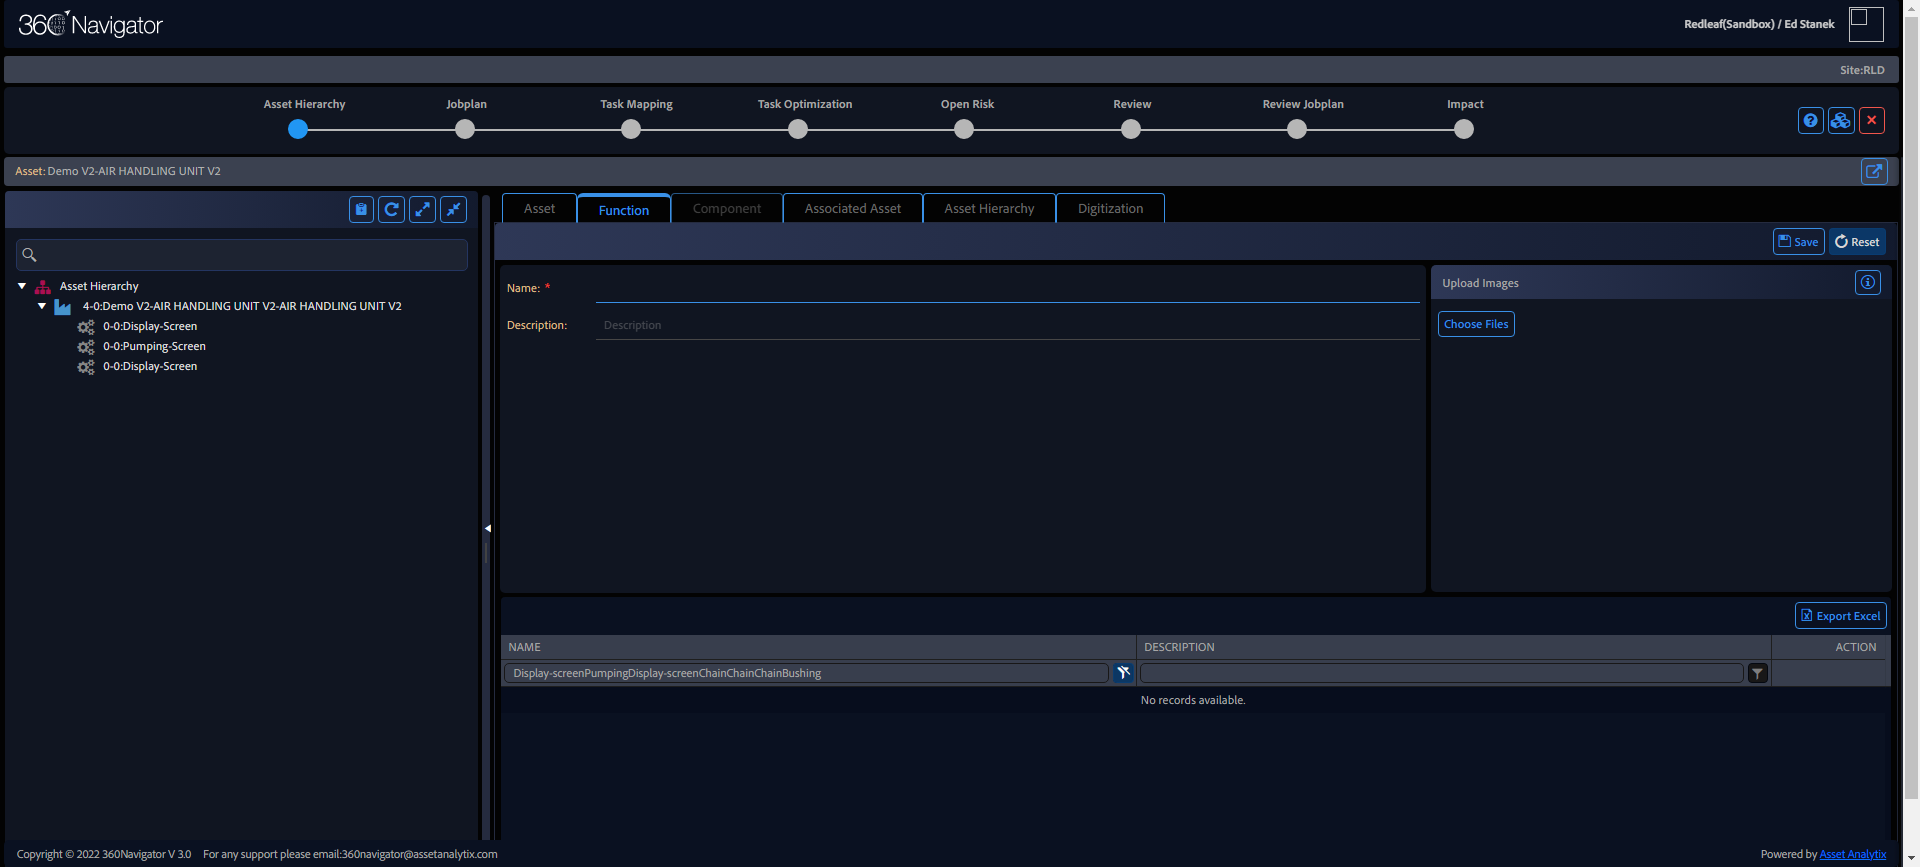 360 Navigator
Redleaf(Sandbox) / Ed Stanek
Site:RLD
Asset Hierarchy
Jobplan
Task Mapping
Task Optimization
Open Risk
Review
Review Jobplan
Impact
Asset: Demo V2-AIR HANDLING UNIT V2
Asset
Function
Component
Associated Asset
Asset Hierarchy
Digitization
Save
Reset
Asset Hierarchy
4-0:Demo V2-AIR HANDLING UNIT V2-AIR HANDLING UNIT V2
0-0:Display-Screen
0-0:Pumping-Screen
0-0:Display-Screen
Name: *
Description:
Description
Upload Images
Choose Files
Export Excel
NAME
DESCRIPTION
ACTION
Display-screenPumpingDisplay-screenChainChainChainBushing
No records available.
Copyright © 2022 360Navigator V 3.0 For any support please email:360navigator@assetanalytix.com
Powered by Asset Analytix